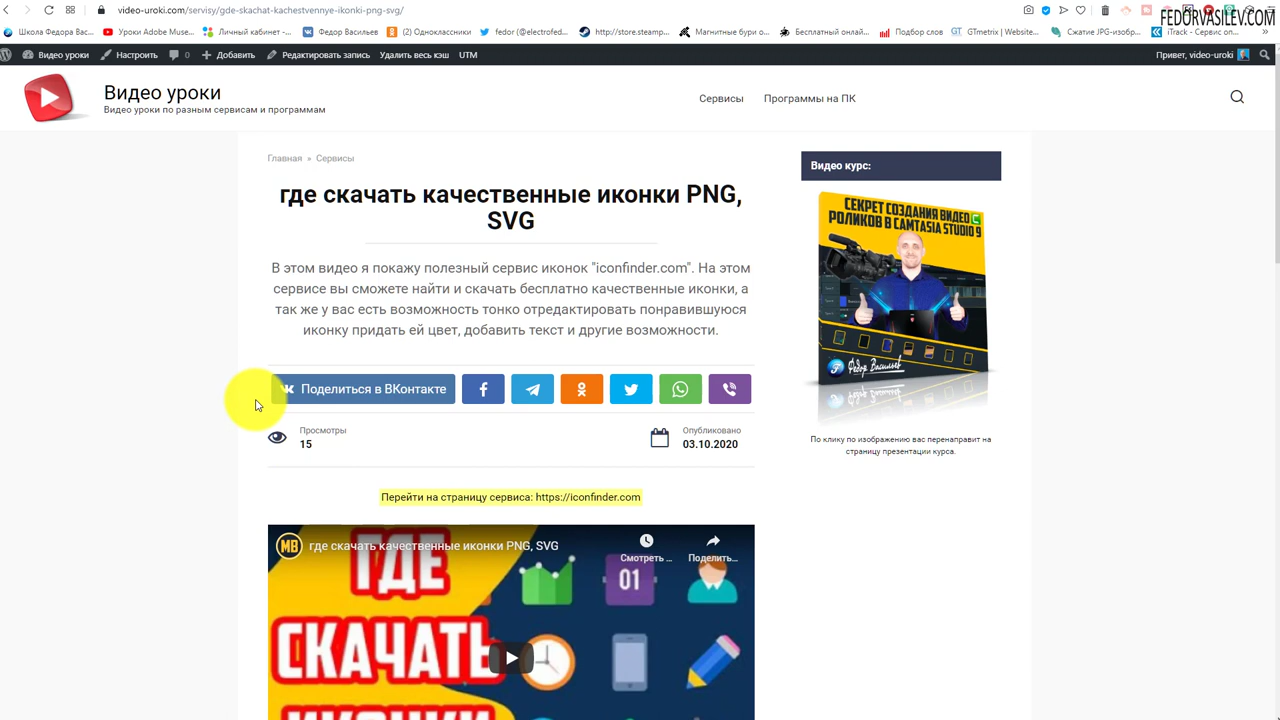 video-uroki.com/servisy/gde-skachat-kachestvennye-ikonki-png-svg/
FEDORVASILEV.COM
Школа Федора Вас...
Уроки Adobe Muse...
Личный кабинет -...
Федор Васильев
(2) Одноклассники
fedor (@electrofed...
http://store.steamp...
Магнитные бури о...
Бесплатный онлай...
Подбор слов
GTmetrix | Website...
Сжатие JPG-изобр...
iTrack - Сервис оп...
Видео уроки
Настроить
0
Добавить
Редактировать запись
Удалить весь кэш
UTM
Привет, video-uroki
Видео уроки
Видео уроки по разным сервисам и программам
Сервисы
Программы на ПК
Главная » Сервисы
где скачать качественные иконки PNG,
SVG
В этом видео я покажу полезный сервис иконок "iconfinder.com". На этом
сервисе вы сможете найти и скачать бесплатно качественные иконки, а
так же у вас есть возможность тонко отредактировать понравившуюся
иконку придать ей цвет, добавить текст и другие возможности.
Поделиться в ВКонтакте
Просмотры
15
Опубликовано
03.10.2020
Перейти на страницу сервиса: https://iconfinder.com
МВ
где скачать качественные иконки PNG, SVG
Смотреть ...
Поделить...
ГДЕ
СКАЧАТЬ
ИКОНКИ
01
Видео курс:
СЕКРЕТ СОЗДАНИЯ ВИДЕО
РОЛИКОВ В CAMTASIA STUDIO 9
Федор Васильев
По клику по изображению вас перенаправит на
страницу презентации курса.